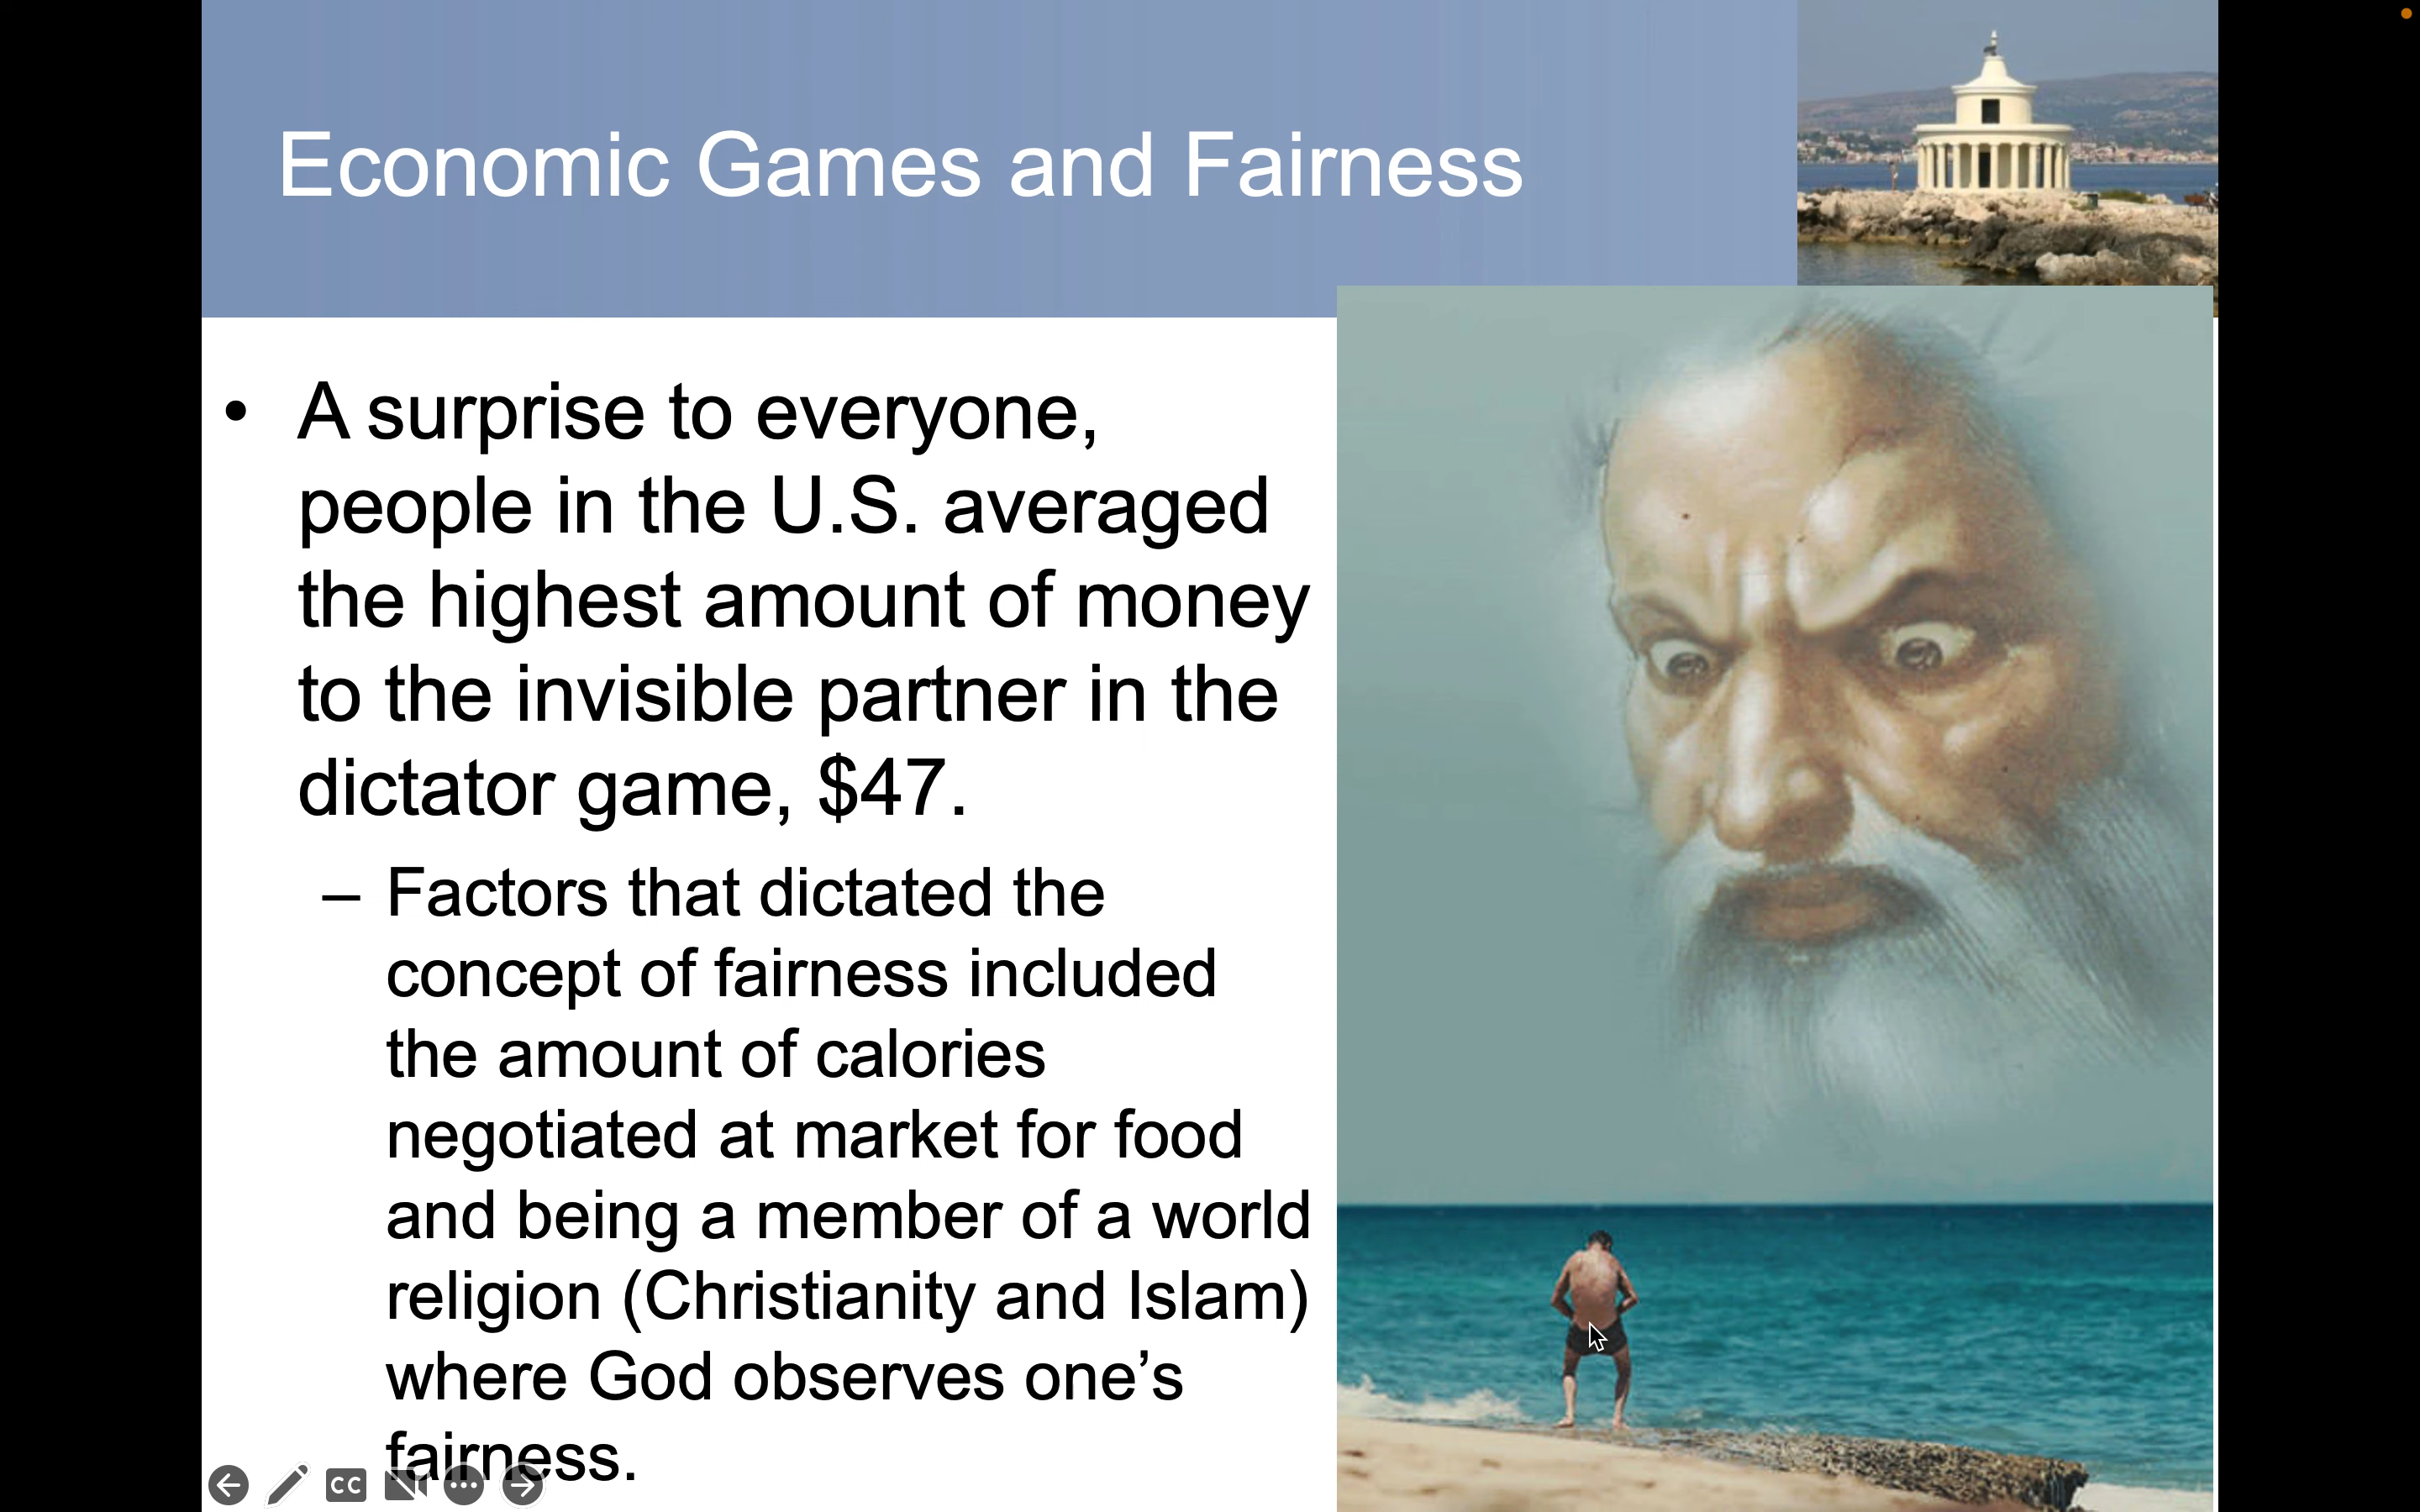 Economic Games and Fairness
• A surprise to everyone,
people in the U.S. averaged
the highest amount of money
to the invisible partner in the
dictator game, $47.
– Factors that dictated the
concept of fairness included
the amount of calories
negotiated at market for food
and being a member of a world
religion (Christianity and Islam)
where God observes one’s
fairness.
CC